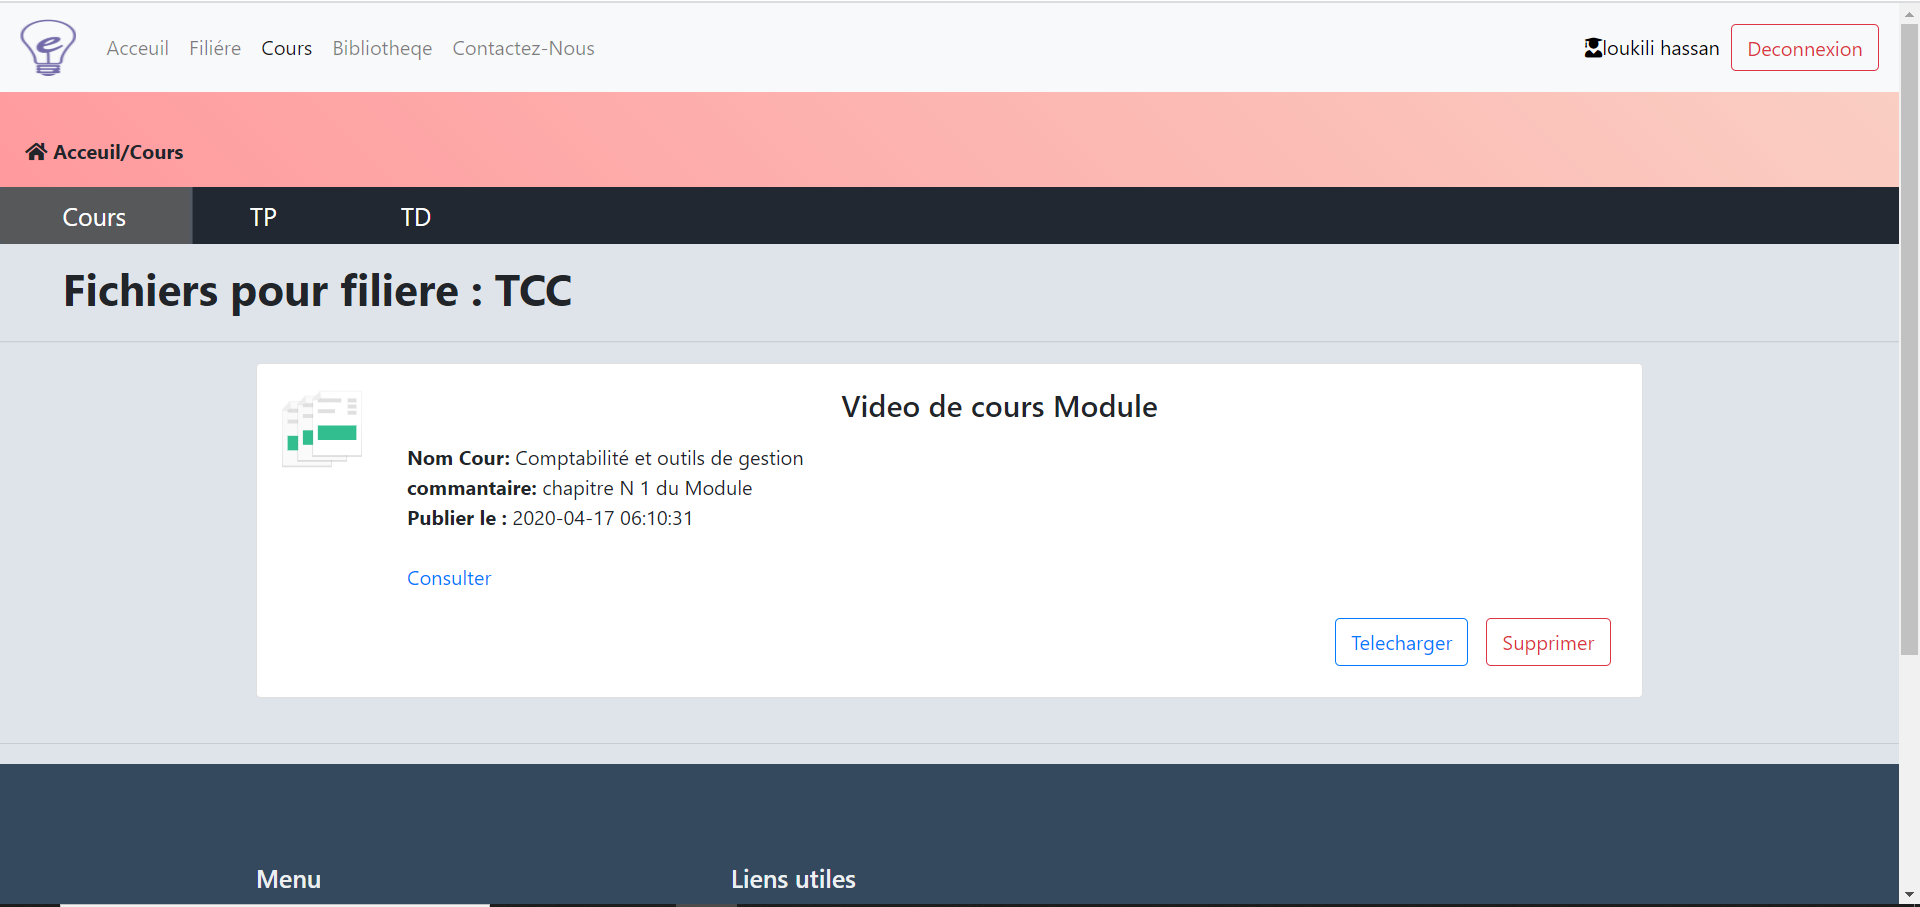 e
Acceuil Filiére Cours Bibliotheqe Contactez-Nous loukili hassan Deconnexion
Acceuil/Cours
Cours TP TD
Fichiers pour filiere : TCC
Video de cours Module
Nom Cour: Comptabilité et outils de gestion
commantaire: chapitre N 1 du Module
Publier le : 2020-04-17 06:10:31
Consulter
Telecharger Supprimer
Menu Liens utiles